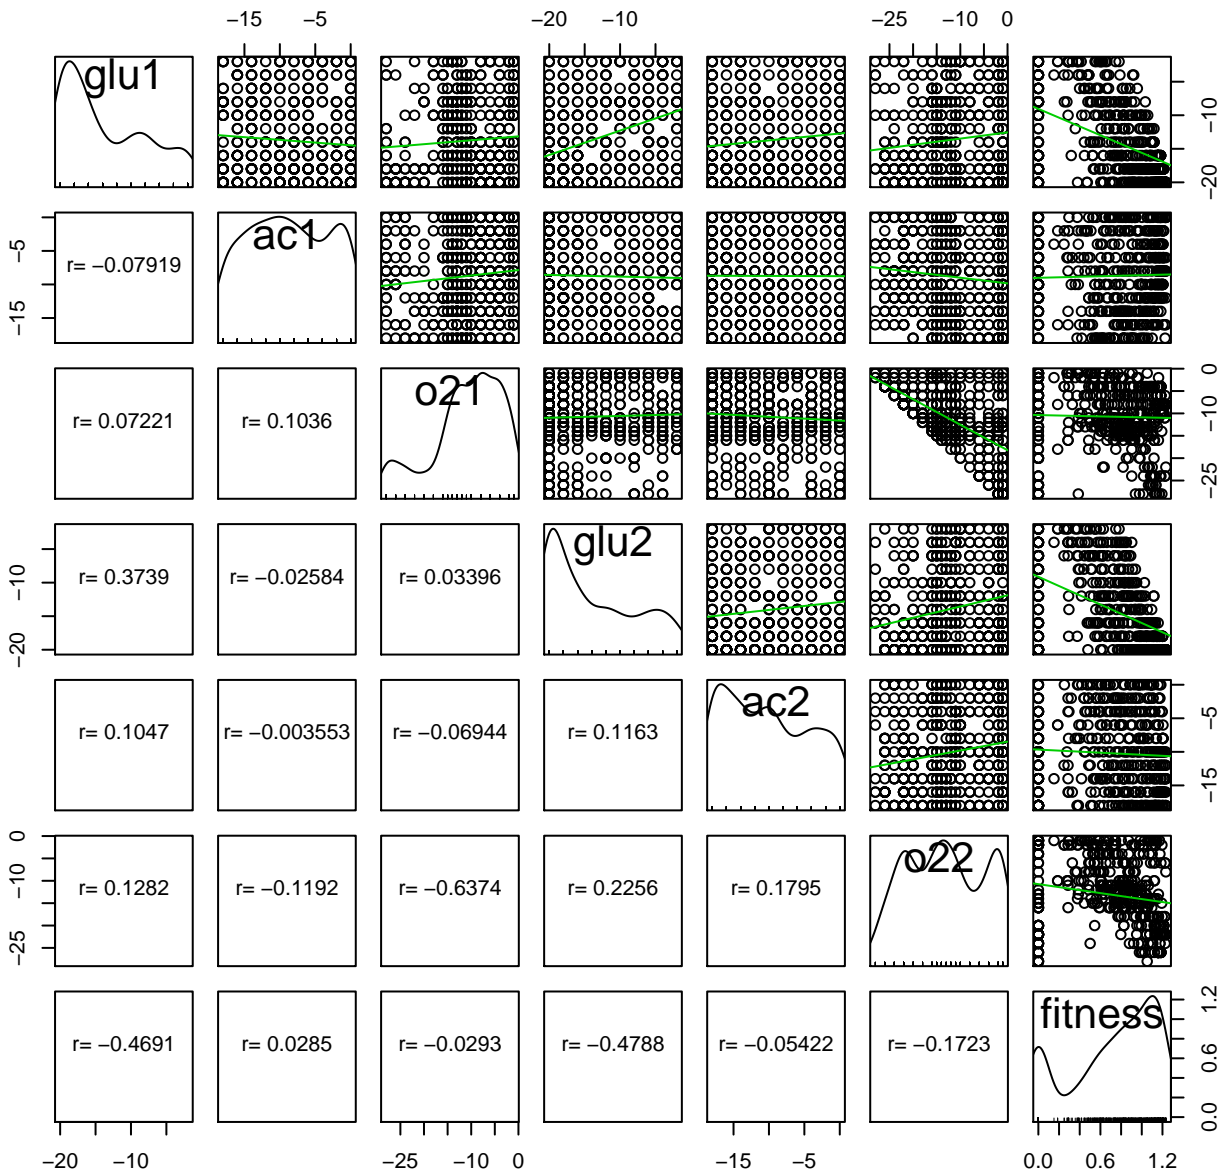 −15 −5 −20 −10 −25 −10 0
glu1
−20 −10
r= −0.07919
ac1
−15 −5
r= 0.07221
r= 0.1036
o21
−25 −10 0
r= 0.3739
r= −0.02584
r= 0.03396
glu2
−20 −10
r= 0.1047
r= −0.003553
r= −0.06944
r= 0.1163
ac2
−15 −5
r= 0.1282
r= −0.1192
r= −0.6374
r= 0.2256
r= 0.1795
o22
−25 −10 0
r= −0.4691
r= 0.0285
r= −0.0293
r= −0.4788
r= −0.05422
r= −0.1723
fitness
0.0 0.6 1.2
−20 −10 −25 −10 0 −15 −5 0.0 0.6 1.2